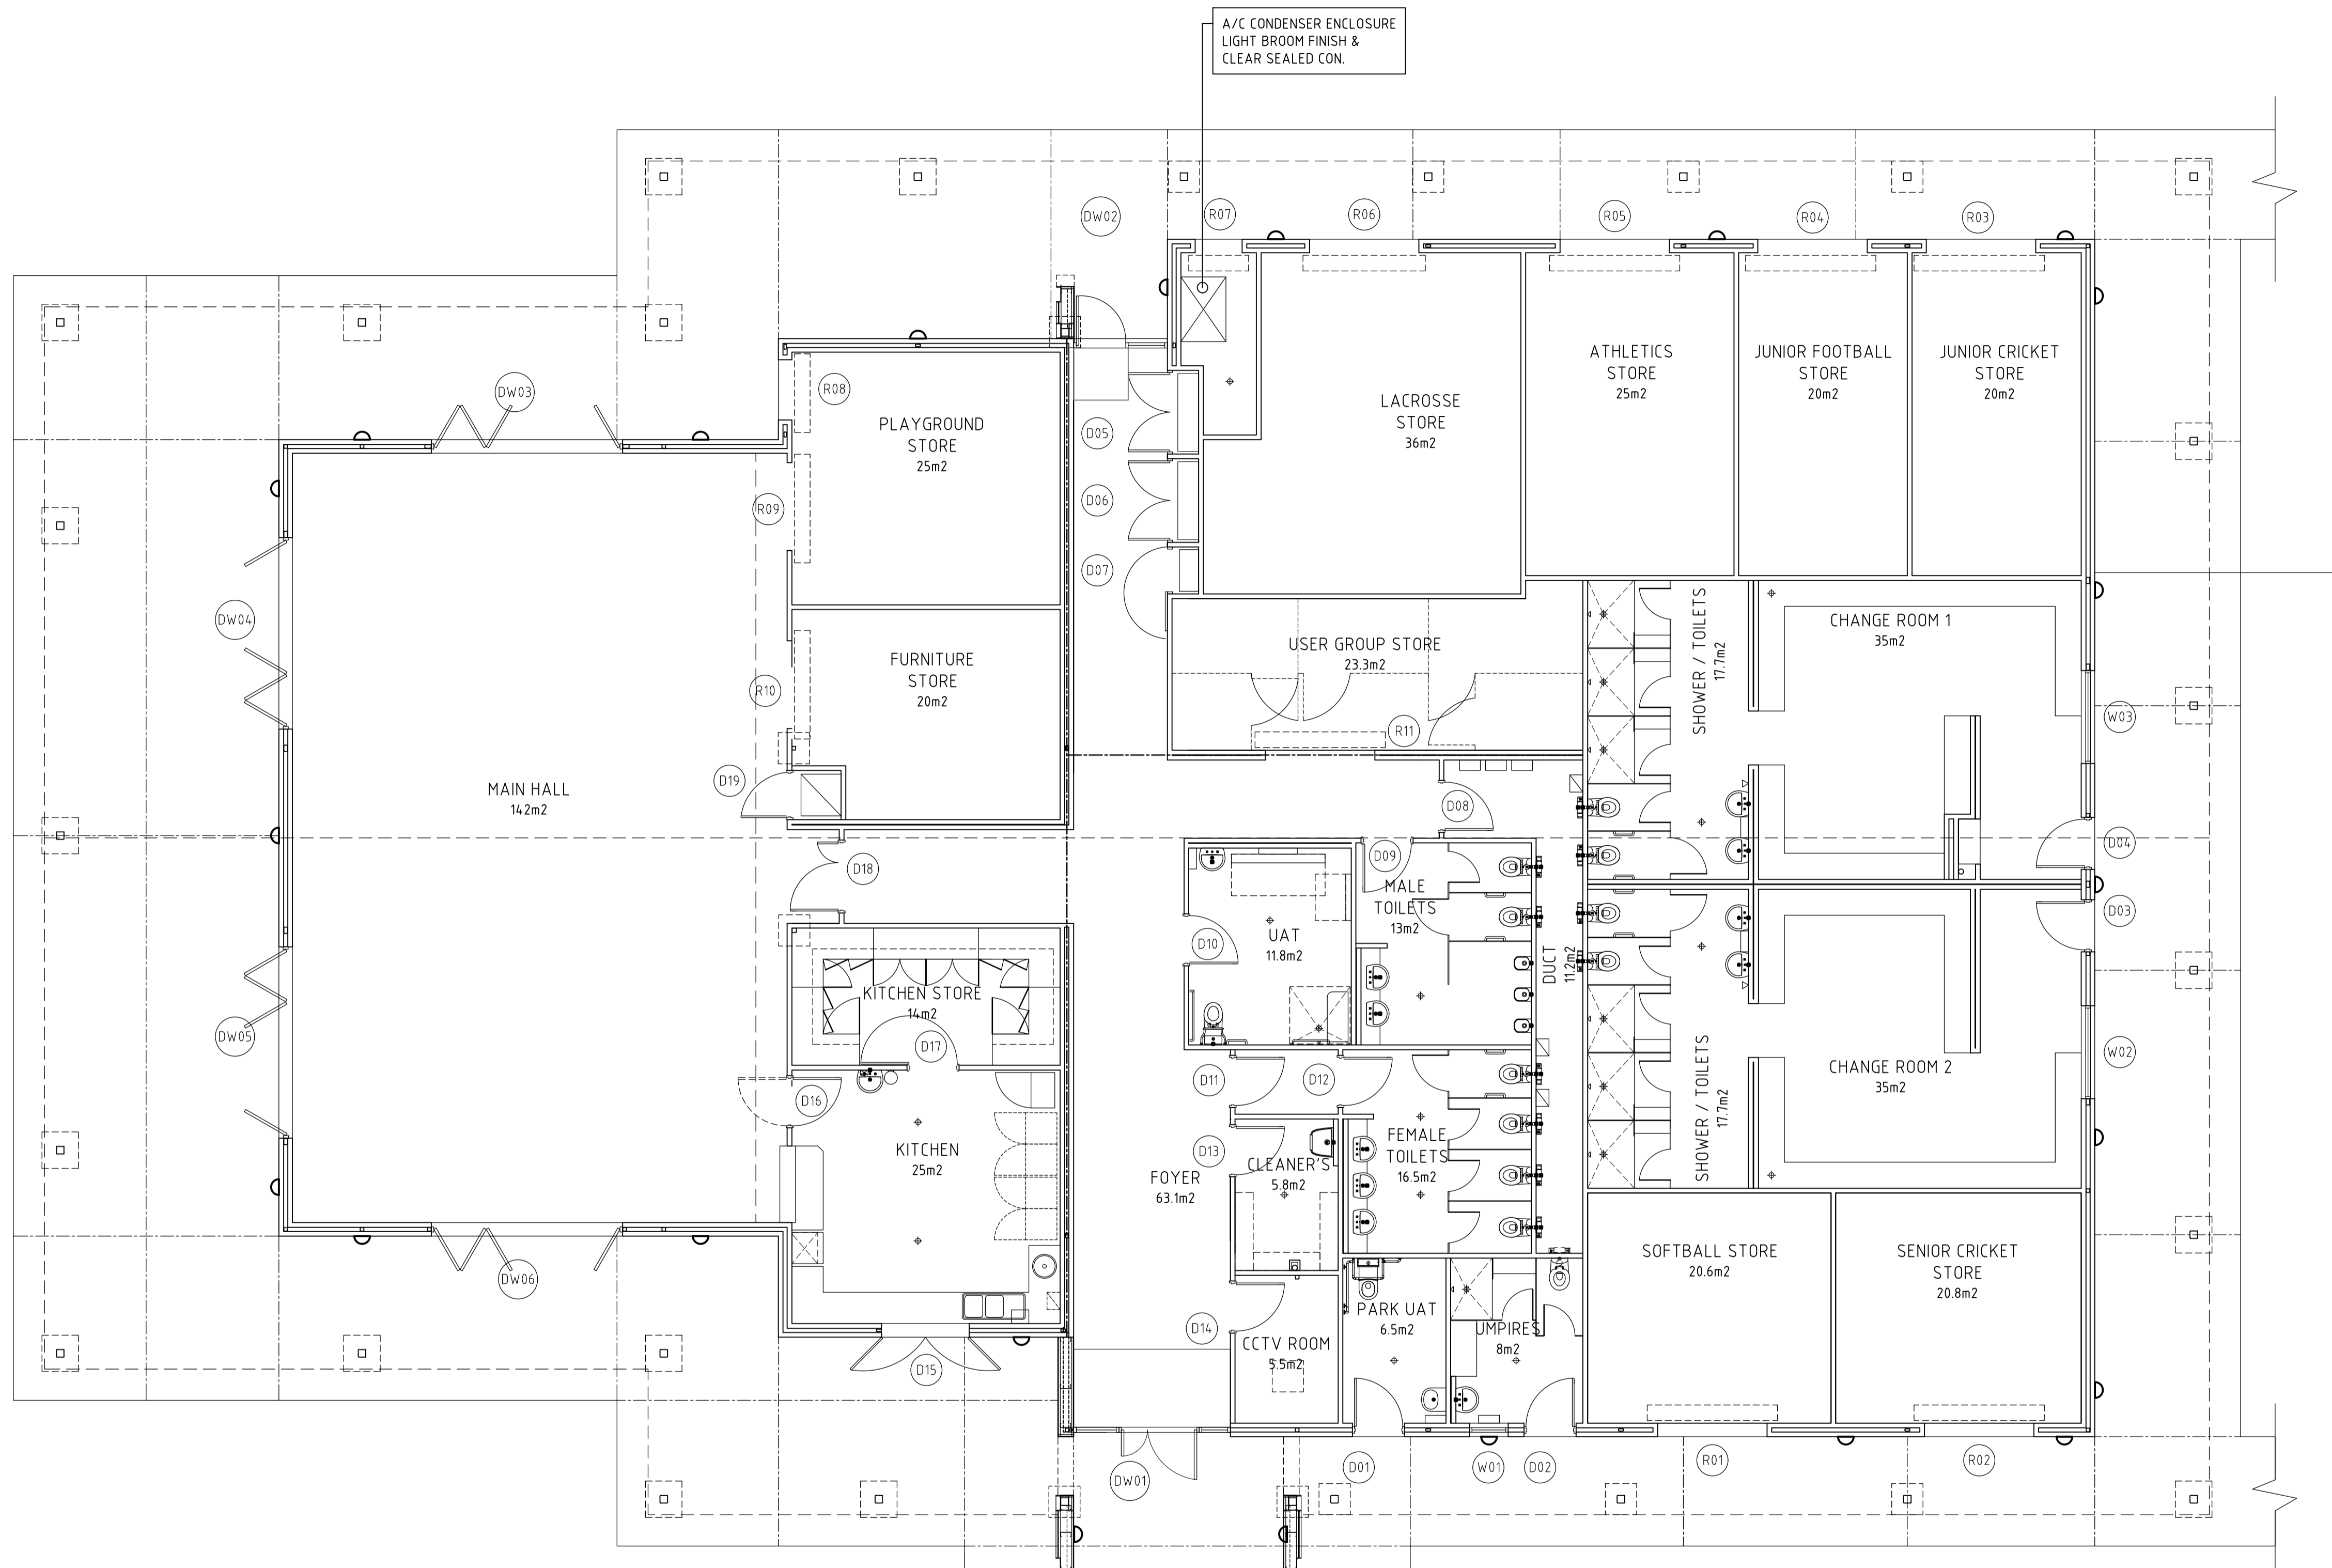 A/C CONDENSER ENCLOSURE
LIGHT BROOM FINISH &
CLEAR SEALED CON.
DW02
R07
R06
R05
R04
R03
DW03
R08
PLAYGROUND
STORE
25m2
D05
LACROSSE
STORE
36m2
ATHLETICS
STORE
25m2
JUNIOR FOOTBALL
STORE
20m2
JUNIOR CRICKET
STORE
20m2
R09
D06
D07
DW04
FURNITURE
STORE
20m2
R10
USER GROUP STORE
23.3m2
R11
SHOWER / TOILETS
17.7m2
CHANGE ROOM 1
35m2
W03
MAIN HALL
142m2
D19
D08
D04
D18
D09
MALE
TOILETS
13m2
D03
D10
UAT
11.8m2
DUCT
11.2m2
KITCHEN STORE
14m2
D17
DW05
W02
D16
D11
D12
SHOWER / TOILETS
17.7m2
CHANGE ROOM 2
35m2
KITCHEN
25m2
D13
FOYER
63.1m2
CLEANER'S
5.8m2
FEMALE
TOILETS
16.5m2
DW06
SOFTBALL STORE
20.6m2
SENIOR CRICKET
STORE
20.8m2
D14
CCTV ROOM
5.5m2
PARK UAT
6.5m2
UMPIRES
8m2
D15
DW01
D01
W01
D02
R01
R02